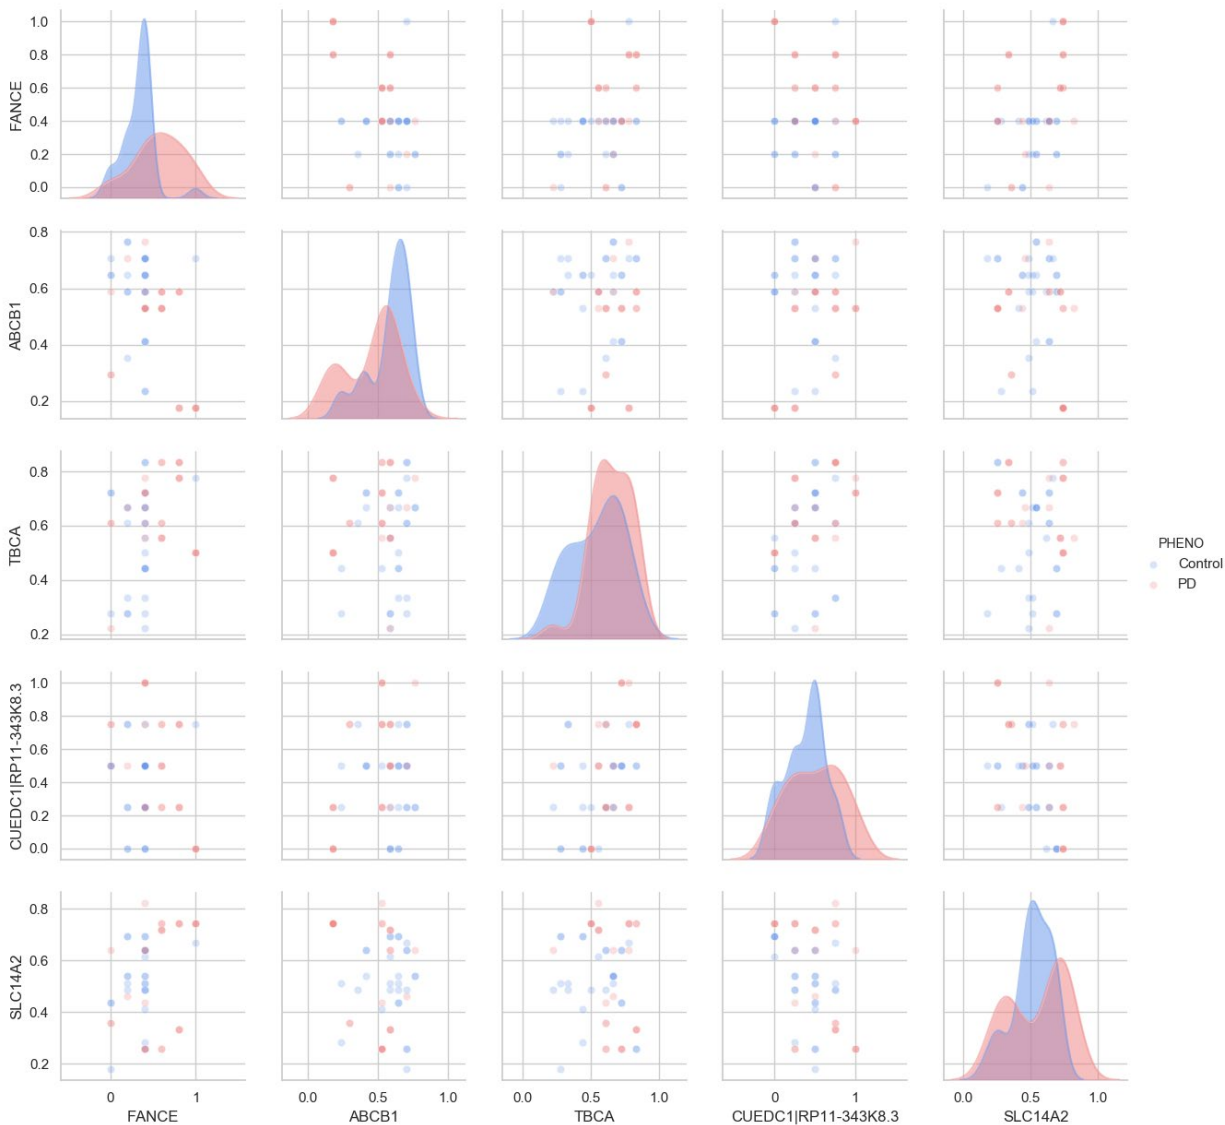 1.0
0.8
0.6
0.4
0.2
0.0
FANCE
0.8
0.6
0.4
0.2
ABCB1
0.8
0.6
0.4
0.2
TBCA
PHENO
Control
PD
1.0
0.8
0.6
0.4
0.2
0.0
CUEDC1|RP11-343K8.3
0.8
0.6
0.4
0.2
SLC14A2
0 1
0.0 0.5 1.0
0.0 0.5 1.0
0 1
0.0 0.5 1.0
FANCE ABCB1 TBCA CUEDC1|RP11-343K8.3 SLC14A2